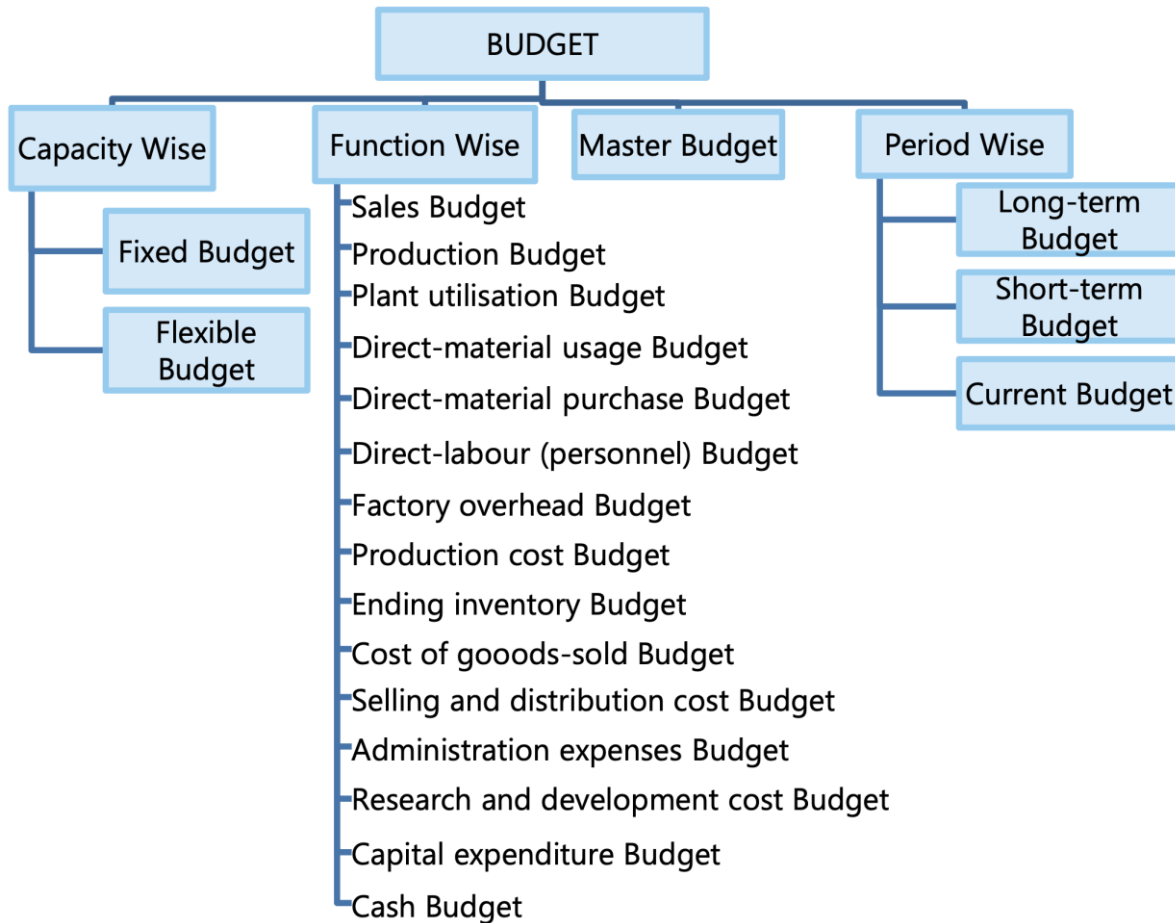 BUDGET
Capacity Wise
Function Wise
Master Budget
Period Wise
Fixed Budget
Flexible
Budget
Sales Budget
Production Budget
Plant utilisation Budget
Direct-material usage Budget
Direct-material purchase Budget
Direct-labour (personnel) Budget
Factory overhead Budget
Production cost Budget
Ending inventory Budget
Cost of gooods-sold Budget
Selling and distribution cost Budget
Administration expenses Budget
Research and development cost Budget
Capital expenditure Budget
Cash Budget
Long-term
Budget
Short-term
Budget
Current Budget